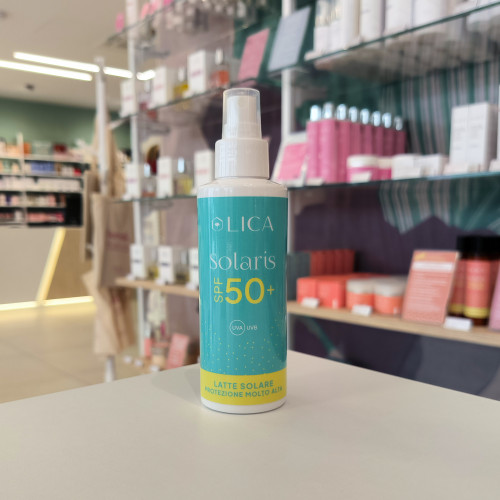 LICA
Solaris
SPF 50+
UVA UVB
LATTE SOLARE
PROTEZIONE MOLTO ALTA